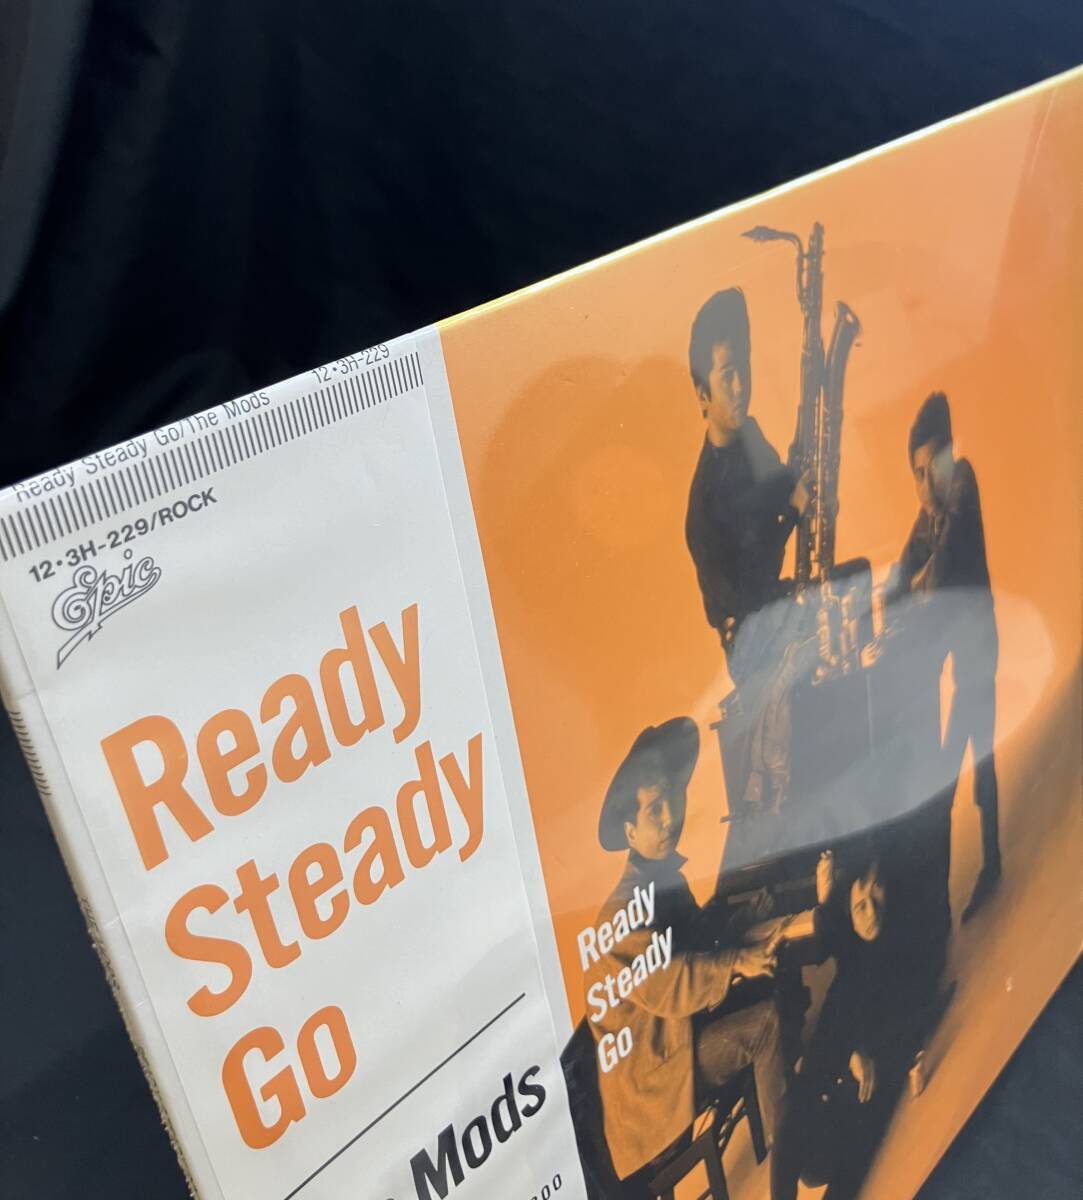 Ready Steady Go/The Mods 12•3H-229
12•3H-229/ROCK
Epic
Ready
Steady
Go
Mods
Ready
Steady
Go